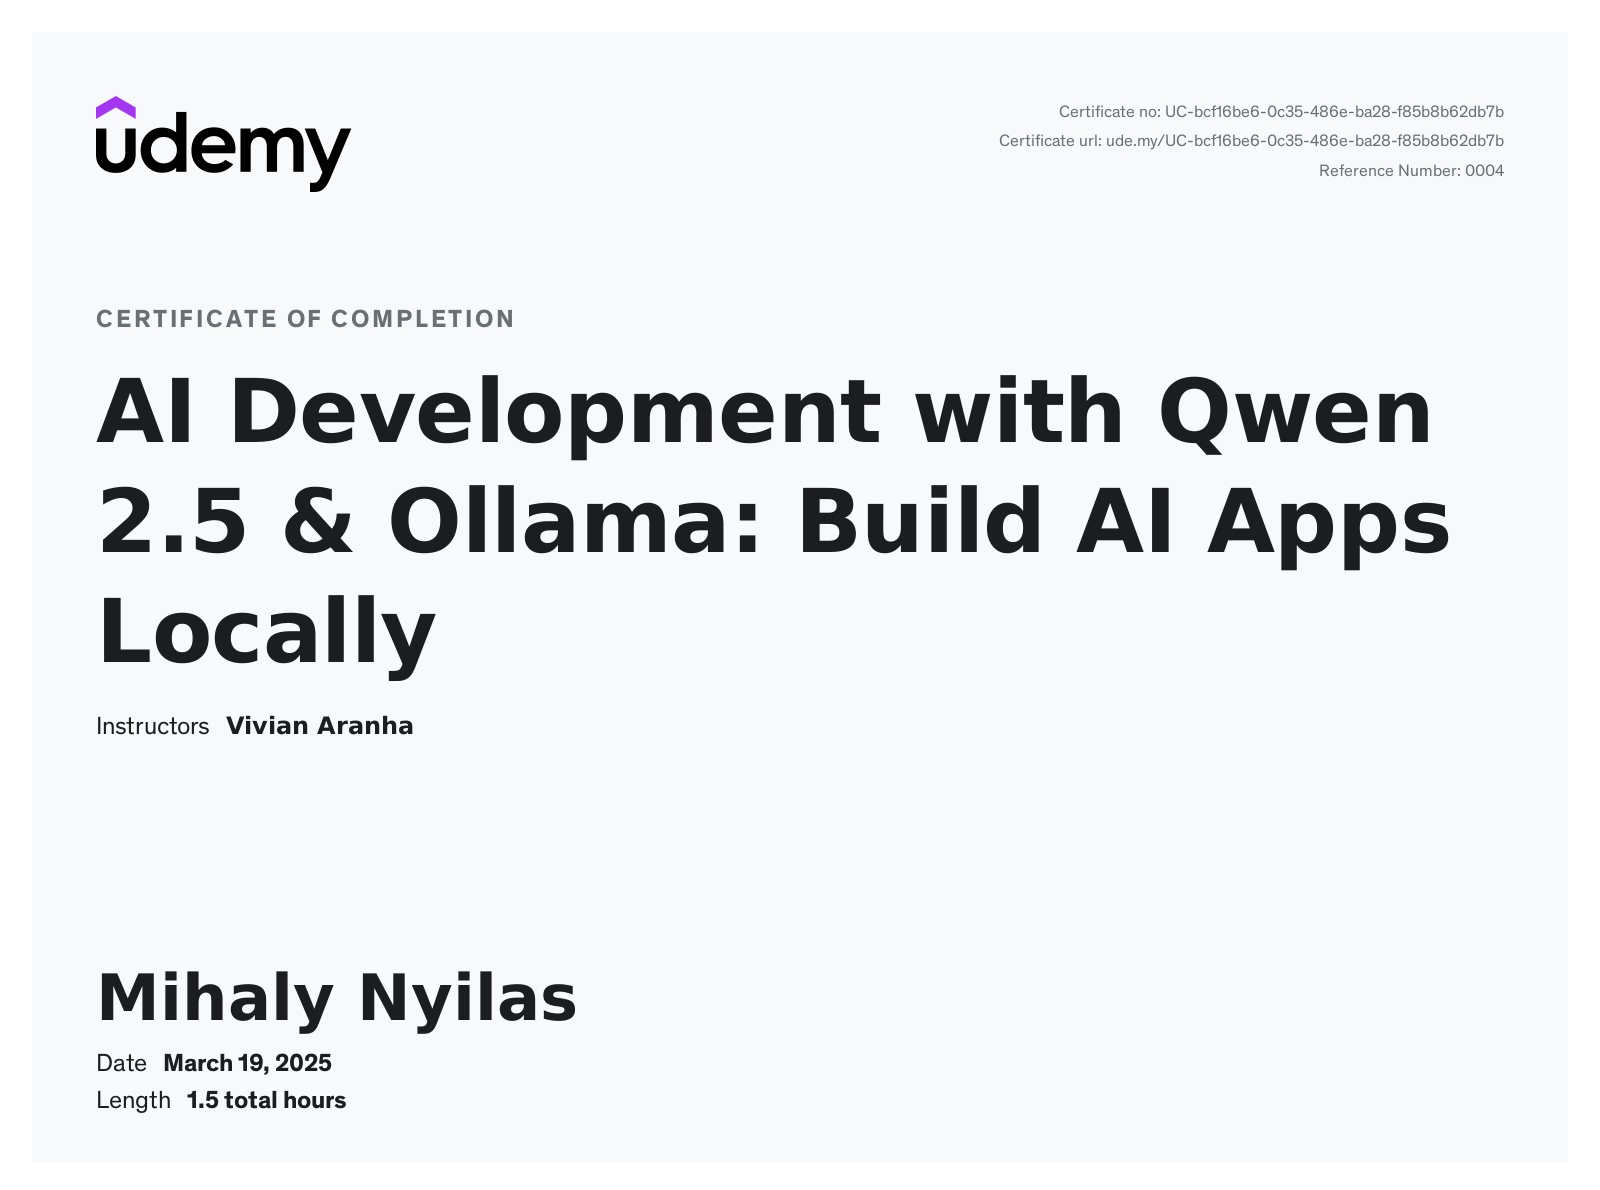 udemy
Certificate no: UC-bcf16be6-0c35-486e-ba28-f85b8b62db7b
Certificate url: ude.my/UC-bcf16be6-0c35-486e-ba28-f85b8b62db7b
Reference Number: 0004
CERTIFICATE OF COMPLETION
AI Development with Qwen
2.5 & Ollama: Build AI Apps
Locally
Instructors Vivian Aranha
Mihaly Nyilas
Date March 19, 2025
Length 1.5 total hours